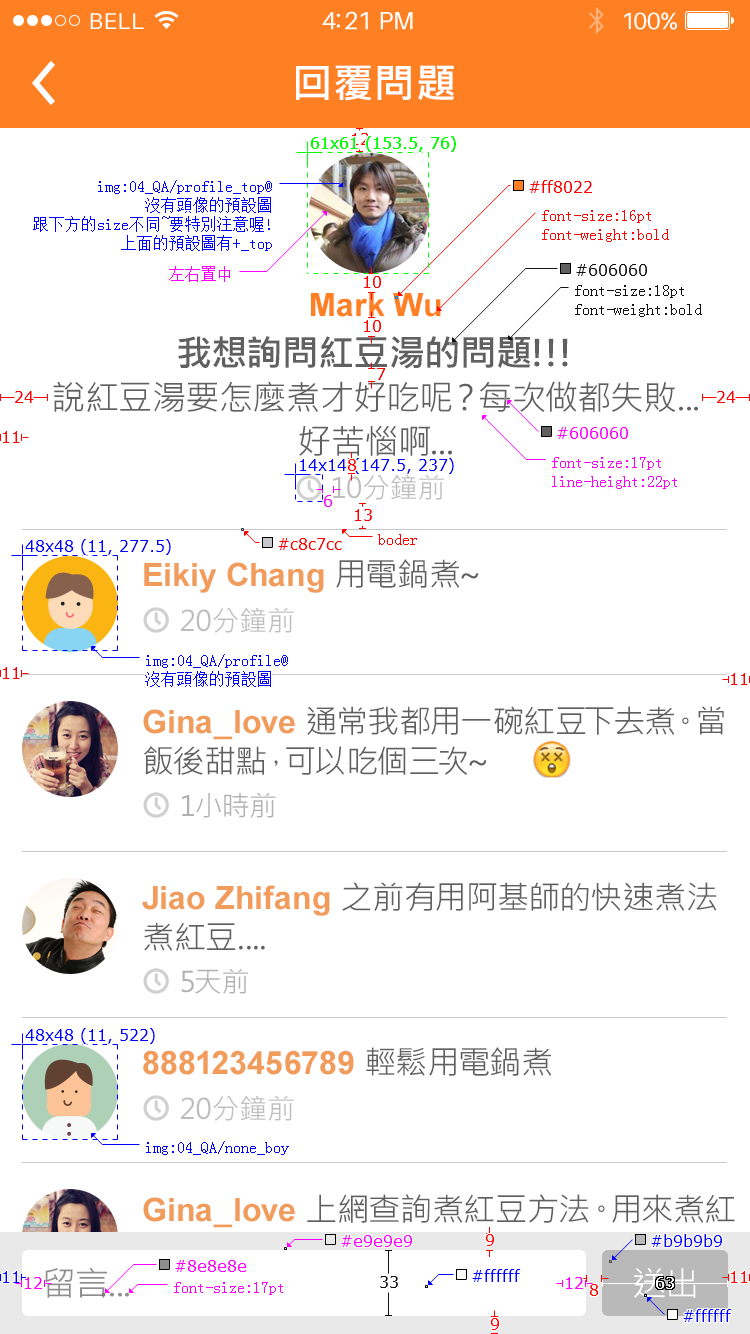 BELL 4:21 PM 100%
回覆問題
12
61x61 (153.5, 76)
img:04_QA/profile_top@
沒有頭像的預設圖
跟下方的size不同~要特別注意喔!
上面的預設圖有+_top
左右置中
#ff8022
font-size:16pt
font-weight:bold
#606060
font-size:18pt
font-weight:bold
10
Mark Wu
10
我想詢問紅豆湯的問題!!!
7
24 說紅豆湯要怎麼煮才好吃呢？每次做都失敗... 24
11 好苦惱啊...
#606060
font-size:17pt
line-height:22pt
14x14 (147.5, 237)
8
6
10分鐘前
13
#c8c7cc
boder
48x48 (11, 277.5)
Eikiy Chang 用電鍋煮~
20分鐘前
img:04_QA/profile@
沒有頭像的預設圖
11 11
Gina_love 通常我都用一碗紅豆下去煮。當
飯後甜點，可以吃個三次~ 😲
1小時前
Jiao Zhifang 之前有用阿基師的快速煮法
煮紅豆....
5天前
48x48 (11, 522)
888123456789 輕鬆用電鍋煮
20分鐘前
img:04_QA/none_boy
Gina_love 上網查詢煮紅豆方法。用來煮紅
#e9e9e9 9 #b9b9b9
#8e8e8e #ffffff
11 12 留言... 33 12 8 送出 63 11
font-size:17pt
9 #ffffff